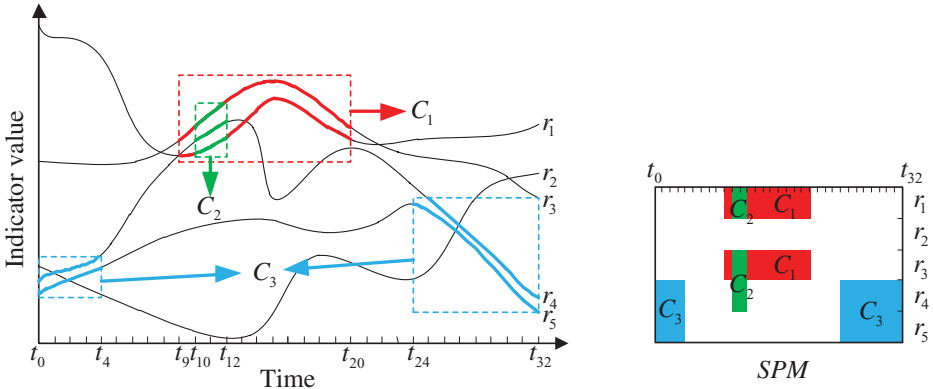 Indicator value
C₁
r₁
r₂
C₂
r₃
C₃
r₄
r₅
t₀
t₄
t₉
t₁₀
t₁₂
t₂₀
t₂₄
t₃₂
Time
t₀
t₃₂
C₂
C₁
r₁
r₂
C₁
r₃
C₂
C₃
C₃
r₄
r₅
SPM